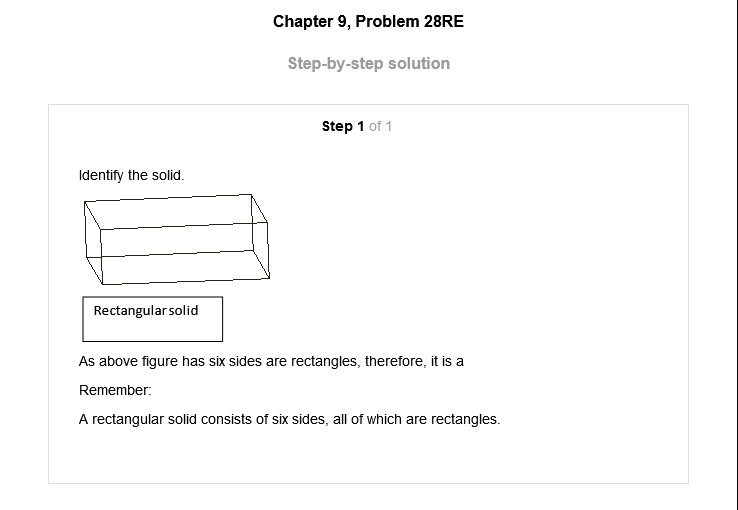 Chapter 9, Problem 28RE
Step-by-step solution
Step 1 of 1
Identify the solid.
Rectangular solid
As above figure has six sides are rectangles, therefore, it is a
Remember:
A rectangular solid consists of six sides, all of which are rectangles.